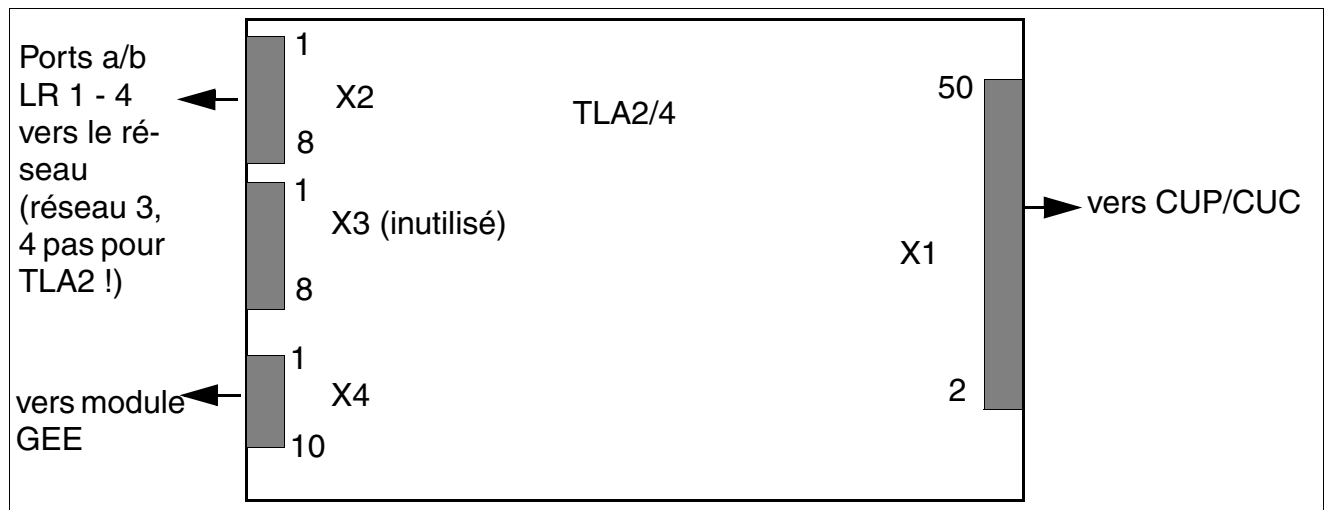 Ports a/b
LR 1 - 4
vers le ré-
seau
(réseau 3,
4 pas pour
TLA2 !)
vers module
GEE
1
X2
8
1
X3 (inutilisé)
8
1
X4
10
TLA2/4
50
X1
2
vers CUP/CUC